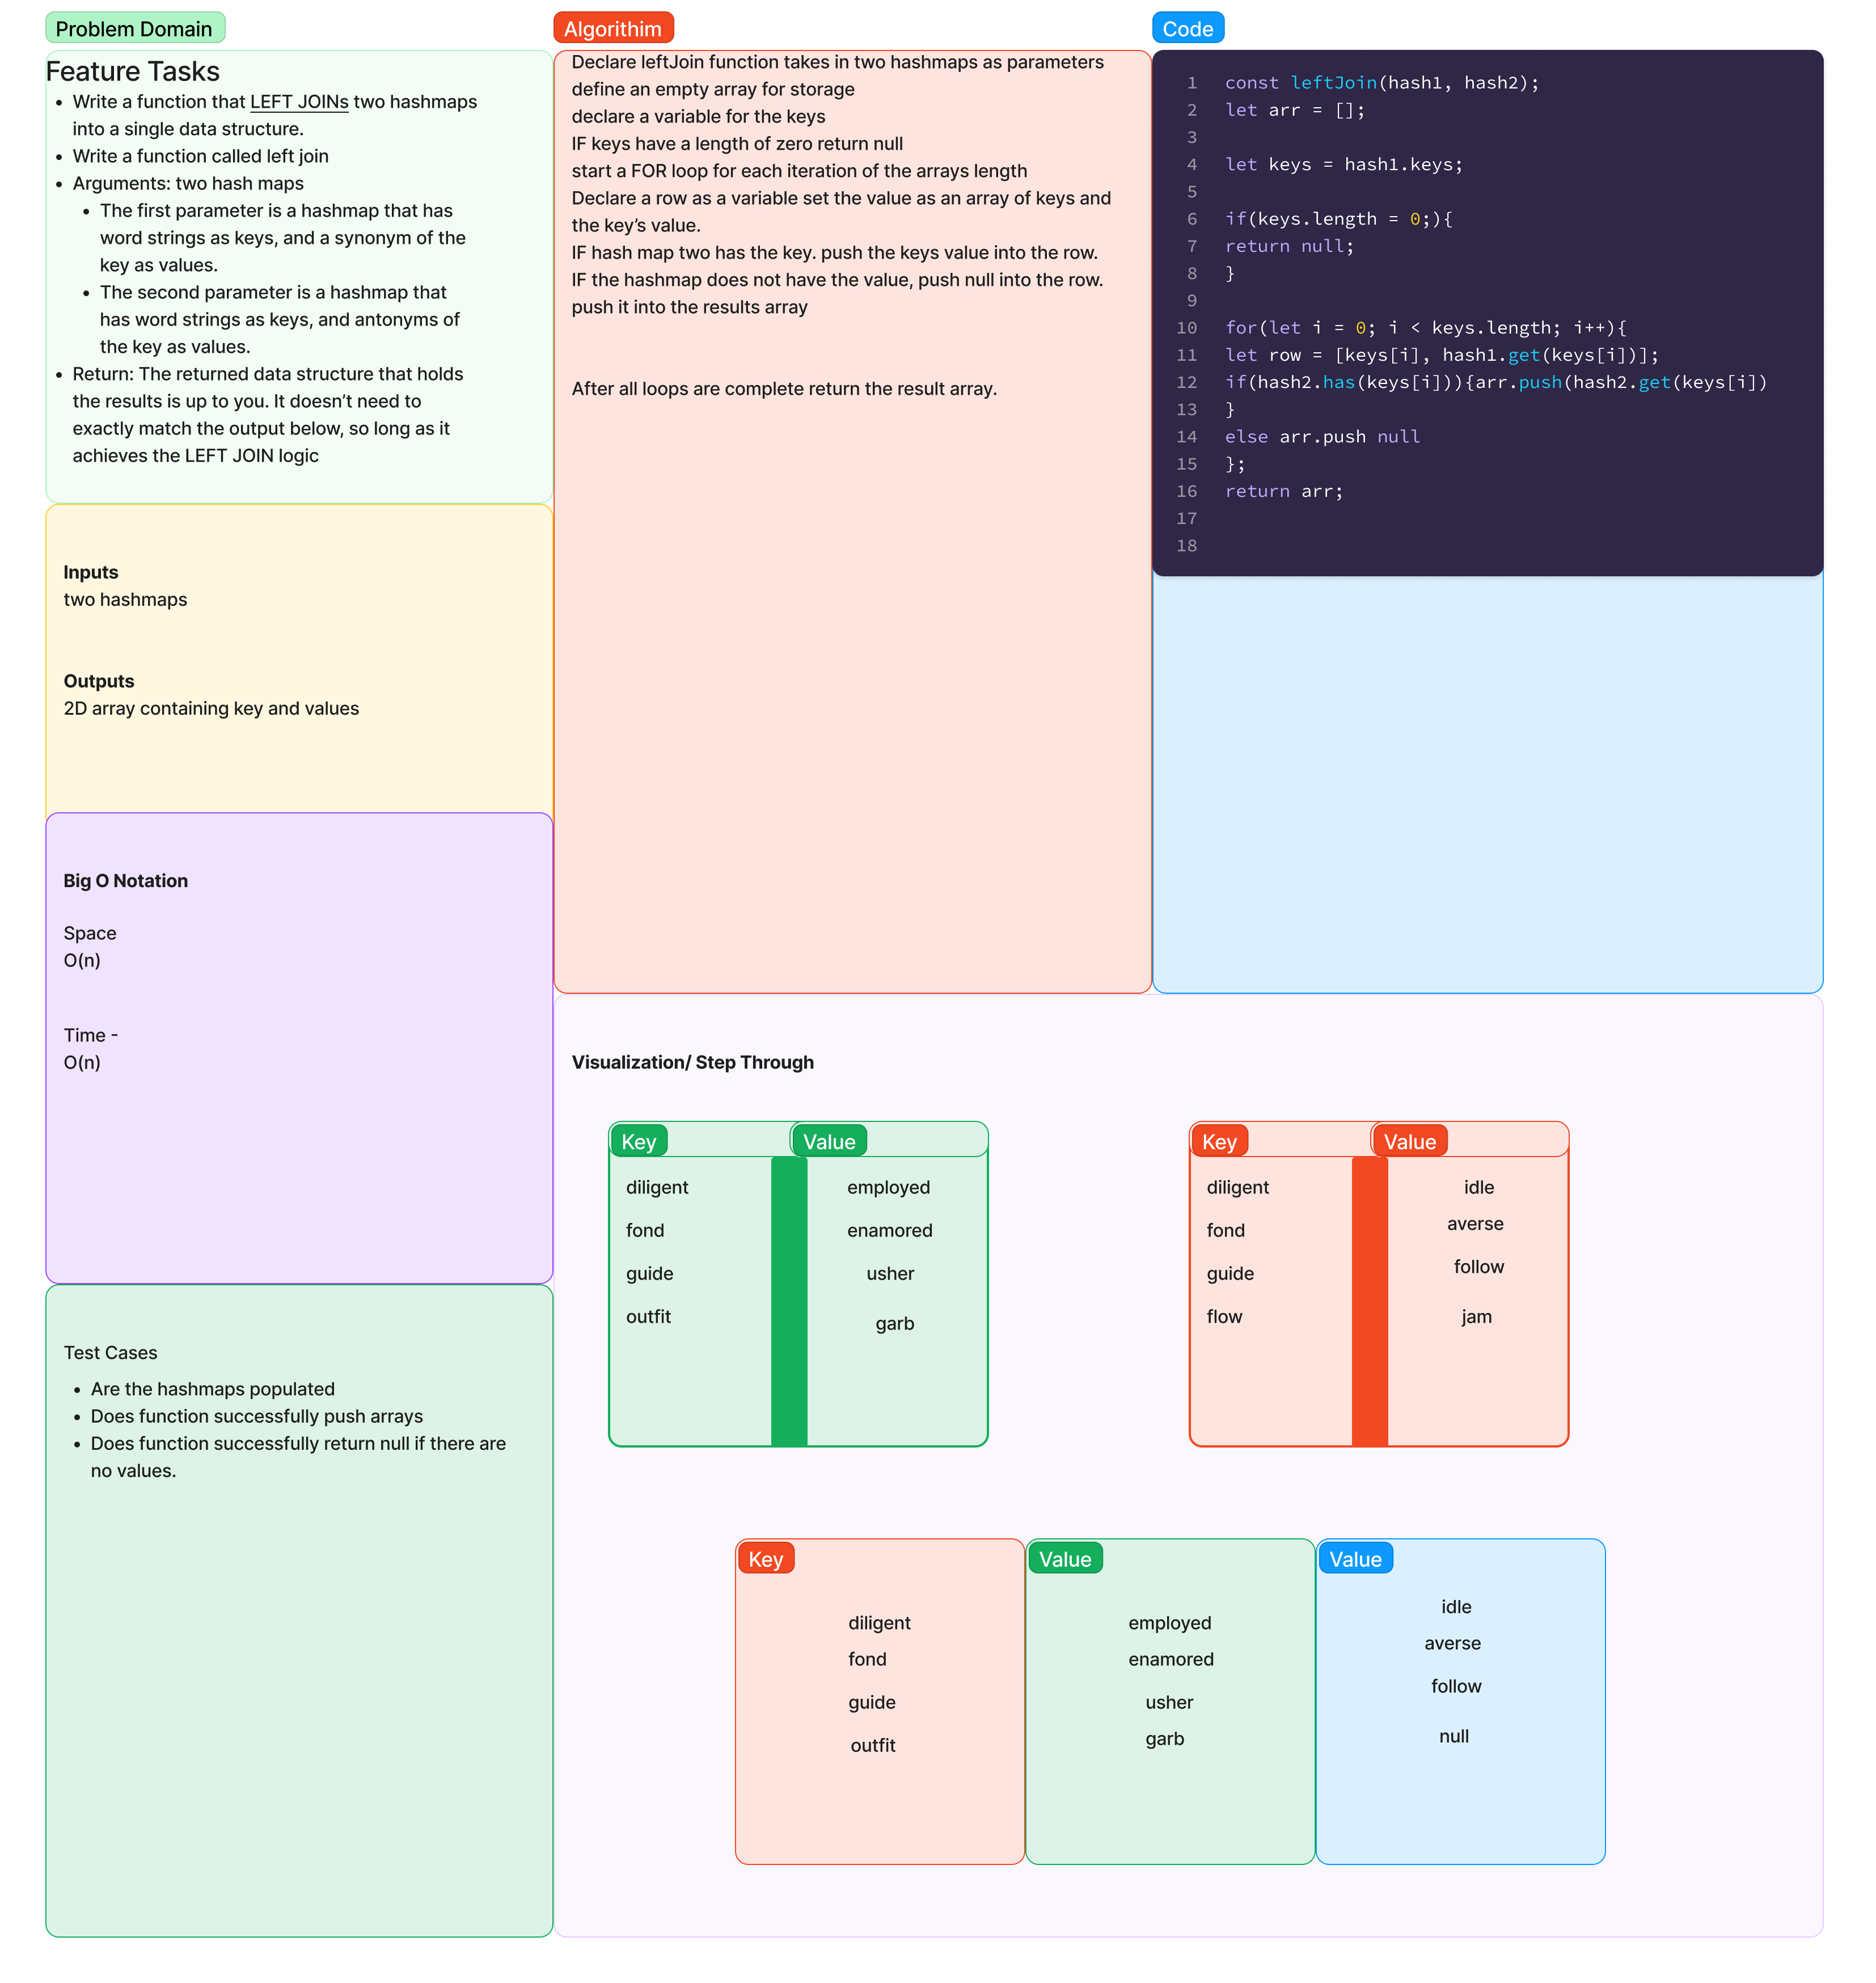 Problem Domain
Feature Tasks
Write a function that LEFT JOINs two hashmaps
into a single data structure.
Write a function called left join
Arguments: two hash maps
The first parameter is a hashmap that has
word strings as keys, and a synonym of the
key as values.
The second parameter is a hashmap that
has word strings as keys, and antonyms of
the key as values.
Return: The returned data structure that holds
the results is up to you. It doesn’t need to
exactly match the output below, so long as it
achieves the LEFT JOIN logic
Inputs
two hashmaps
Outputs
2D array containing key and values
Big O Notation
Space
O(n)
Time -
O(n)
Test Cases
Are the hashmaps populated
Does function successfully push arrays
Does function successfully return null if there are
no values.
Algorithim
Declare leftJoin function takes in two hashmaps as parameters
define an empty array for storage
declare a variable for the keys
IF keys have a length of zero return null
start a FOR loop for each iteration of the arrays length
Declare a row as a variable set the value as an array of keys and
the key’s value.
IF hash map two has the key. push the keys value into the row.
IF the hashmap does not have the value, push null into the row.
push it into the results array
After all loops are complete return the result array.
Code
1 const leftJoin(hash1, hash2);
2 let arr = [];
3
4 let keys = hash1.keys;
5
6 if(keys.length = 0;){
7 return null;
8 }
9
10 for(let i = 0; i < keys.length; i++){
11 let row = [keys[i], hash1.get(keys[i])];
12 if(hash2.has(keys[i])){arr.push(hash2.get(keys[i])
13 }
14 else arr.push null
15 };
16 return arr;
17
18
Visualization/ Step Through
Key Value
diligent employed
fond enamored
guide usher
outfit garb
Key Value
diligent idle
fond averse
guide follow
flow jam
Key Value Value
diligent employed idle
fond enamored averse
guide usher follow
outfit garb null